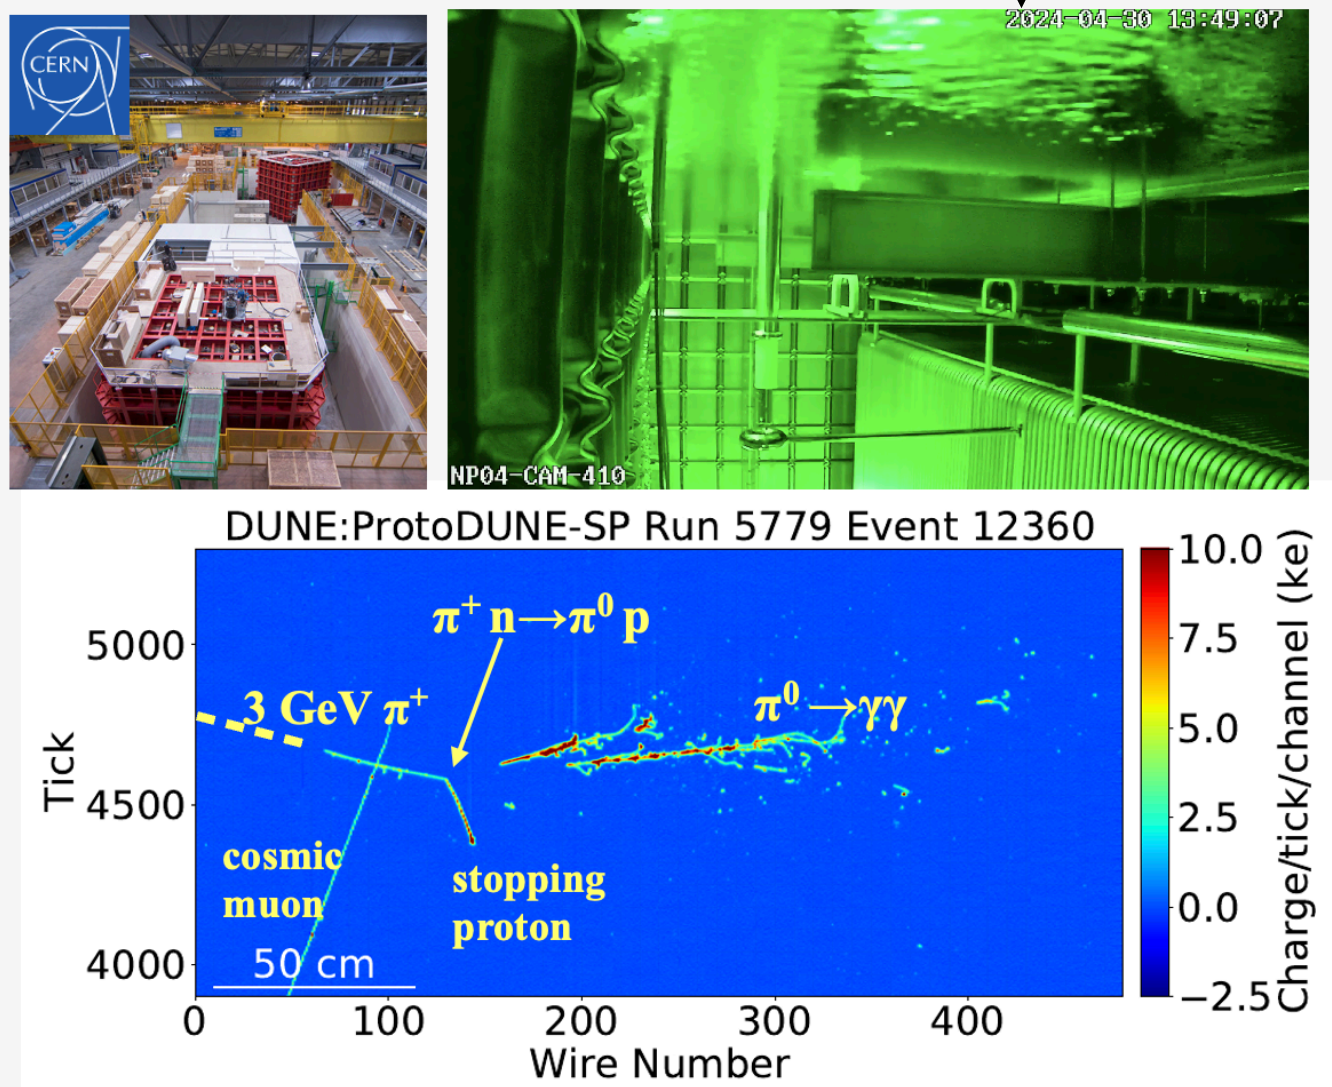 CERN
2024-04-30 13:49:07
NP04-CAM-410
DUNE:ProtoDUNE-SP Run 5779 Event 12360
π⁺ n→π⁰ p
3 GeV π⁺
π⁰ →γγ
cosmic
muon
stopping
proton
50 cm
5000
4500
4000
Tick
0
100
200
300
400
Wire Number
10.0
7.5
5.0
2.5
0.0
−2.5
Charge/tick/channel (ke)